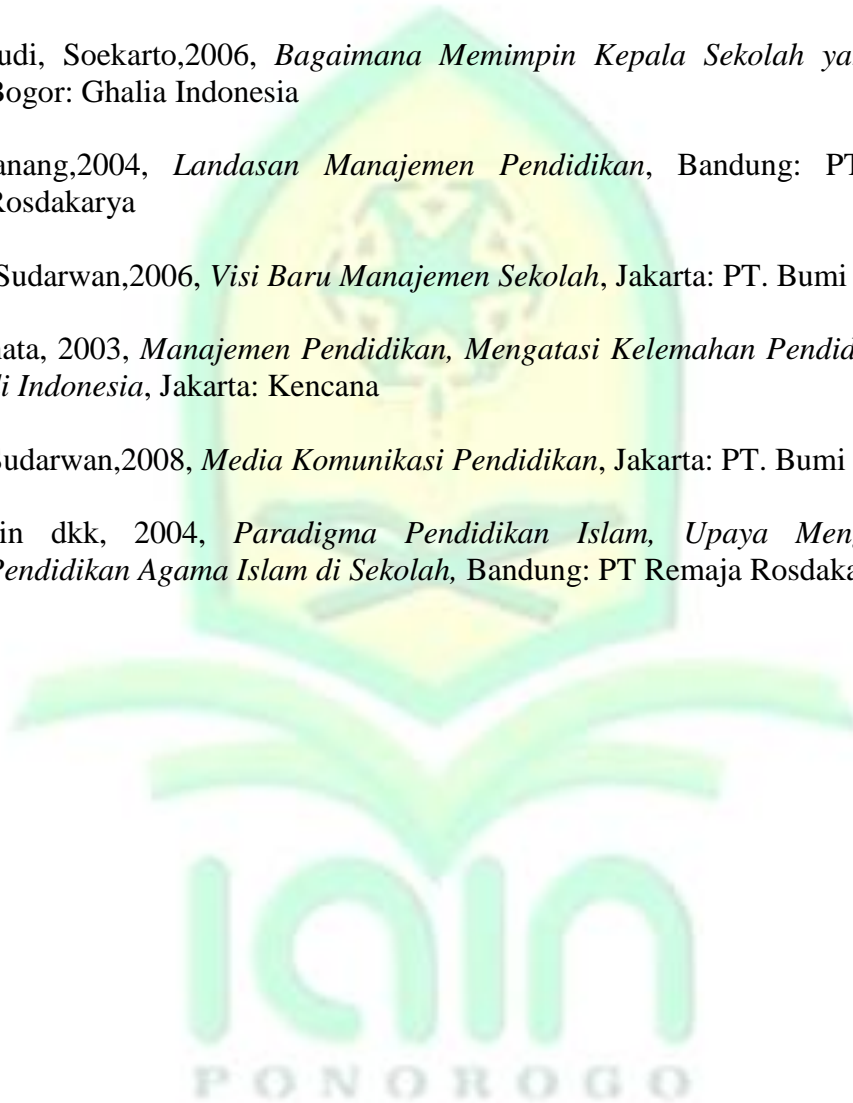 udi, Soekarto,2006, Bagaimana Memimpin Kepala Sekolah ya
Bogor: Ghalia Indonesia
anang,2004, Landasan Manajemen Pendidikan, Bandung: PT
Rosdakarya
Sudarwan,2006, Visi Baru Manajemen Sekolah, Jakarta: PT. Bumi
ata, 2003, Manajemen Pendidikan, Mengatasi Kelemahan Pendid
di Indonesia, Jakarta: Kencana
Sudarwan,2008, Media Komunikasi Pendidikan, Jakarta: PT. Bumi
in dkk, 2004, Paradigma Pendidikan Islam, Upaya Men
Pendidikan Agama Islam di Sekolah, Bandung: PT Remaja Rosdaka
iain
PONOROGO